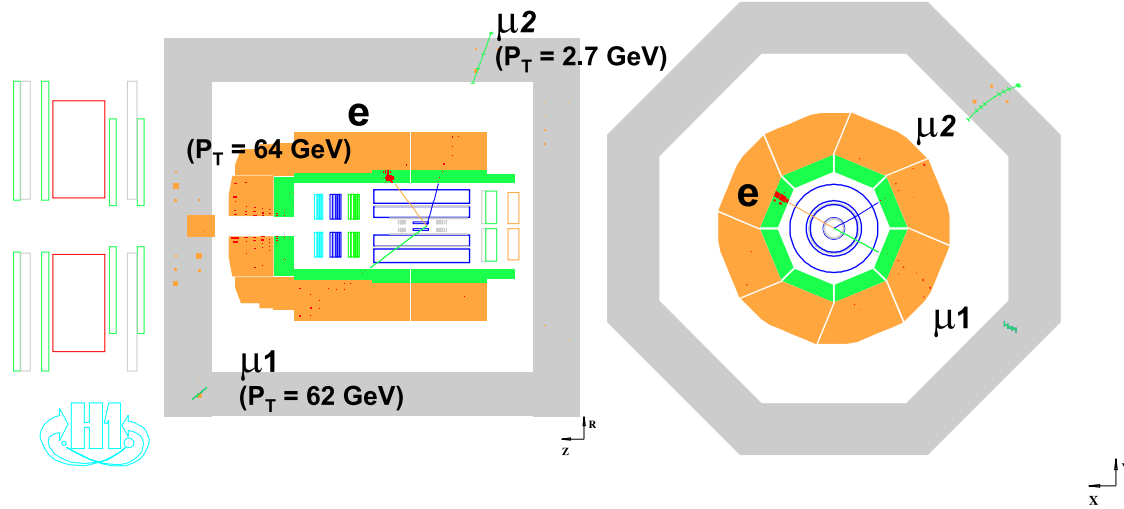 μ2
(P_T = 2.7 GeV)
e
(P_T = 64 GeV)
μ1
(P_T = 62 GeV)
H1
R
Z
μ2
e
μ1
X